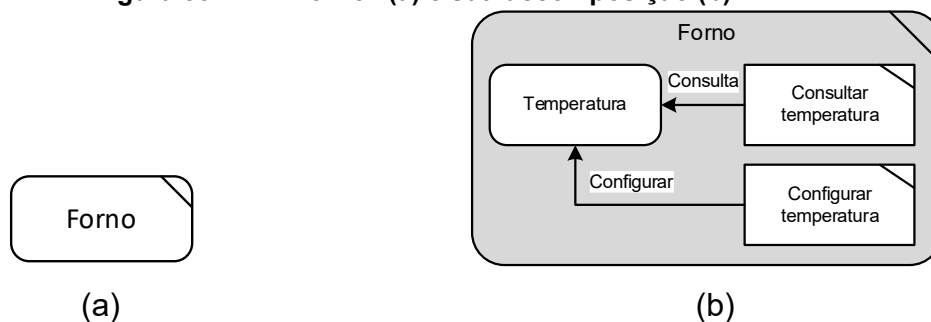 Forno
Consulta
Temperatura
Consultar
temperatura
Configurar
Configurar
temperatura
Forno
(a)
(b)